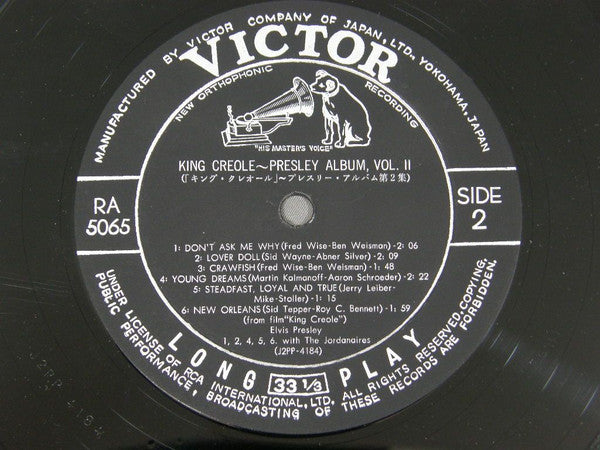 MANUFACTURED BY VICTOR COMPANY OF JAPAN, LTD., YOKOHAMA, JAPAN
VICTOR
NEW ORTHOPHONIC RECORDING
"HIS MASTER'S VOICE"
KING CREOLE~PRESLEY ALBUM, VOL. II
(「キング・クレオール」~プレスリー・アルバム第2集)
RA
5065
SIDE
2
1: DON'T ASK ME WHY(Fred Wise-Ben Weisman)-2: 06
2: LOVER DOLL(Sid Wayne-Abner Silver)-2: 09
3: CRAWFISH(Fred Wise-Ben Weisman)-1: 48
4: YOUNG DREAMS(Martin Kalmanoff-Aaron Schroeder)-2: 22
5: STEADFAST, LOYAL AND TRUE(Jerry Leiber-
Mike-Stoller)-1: 15
6: NEW ORLEANS(Sid Tepper-Roy C. Bennett)-1: 59
(from film"King Creole")
Elvis Presley
1, 2, 4, 5, 6. with The Jordanaires
(J2PP-4184)
LONG 33 1/3 PLAY
UNDER LICENSE OF RCA INTERNATIONAL, LTD. ALL RIGHTS RESERVED. COPYING,
PUBLIC PERFORMANCE, BROADCASTING OF THESE RECORDS ARE FORBIDDEN.
J2PP-4184